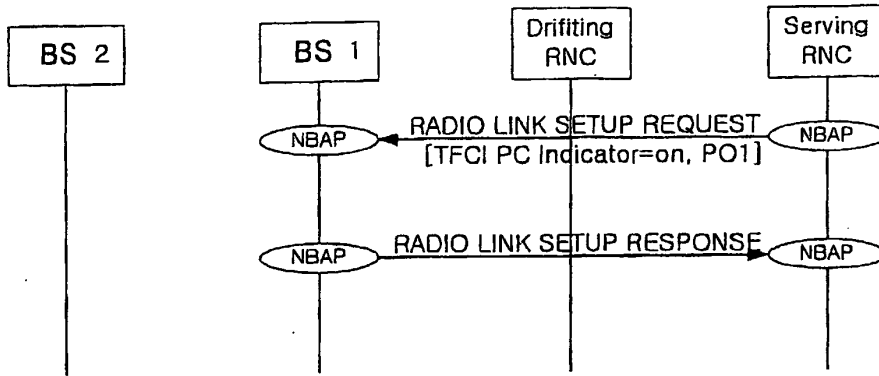 BS 2
BS 1
Drifiting
RNC
Serving
RNC
NBAP
RADIO LINK SETUP REQUEST
[TFCI PC Indicator=on, PO1]
NBAP
NBAP
RADIO LINK SETUP RESPONSE
NBAP